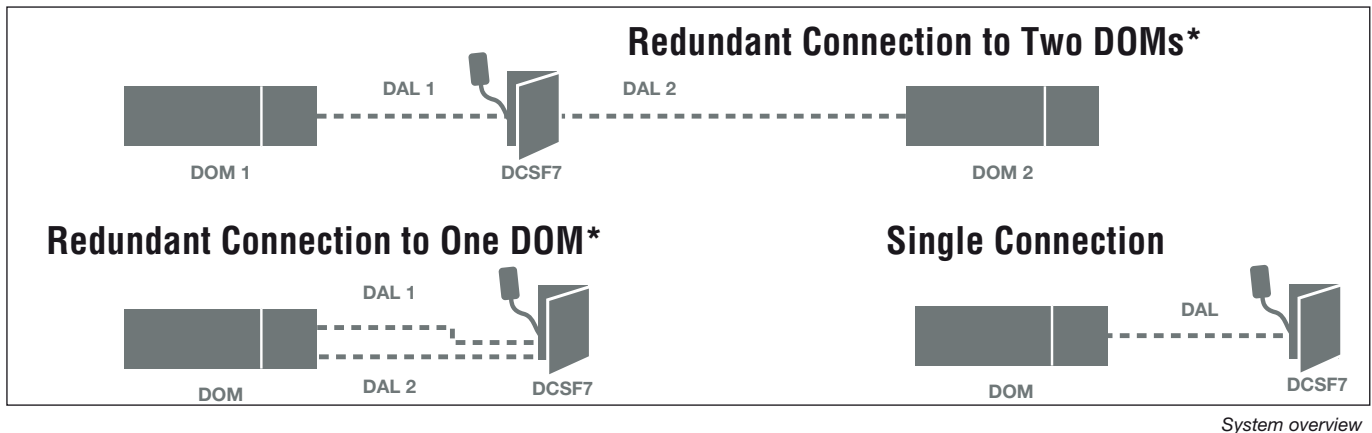 Redundant Connection to Two DOMs*
DAL 1
DAL 2
DOM 1
DCSF7
DOM 2
Redundant Connection to One DOM*
DAL 1
DAL 2
DOM
DCSF7
Single Connection
DAL
DOM
DCSF7
System overview